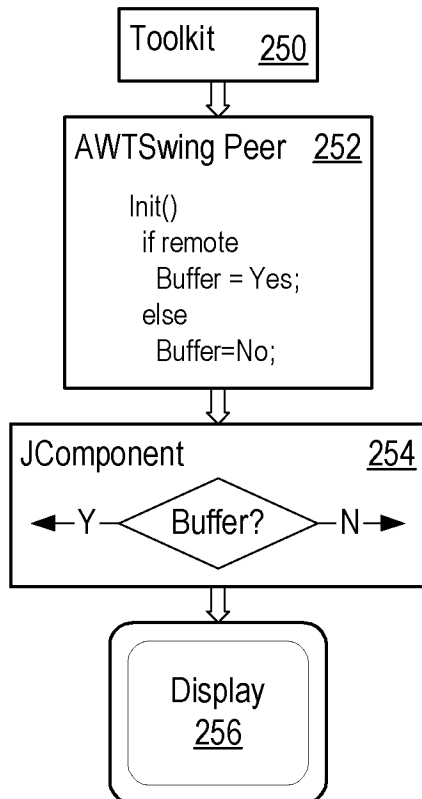 Toolkit 250
AWTSwing Peer 252
Init()
if remote
Buffer = Yes;
else
Buffer=No;
JComponent 254
Y Buffer? N
Display
256